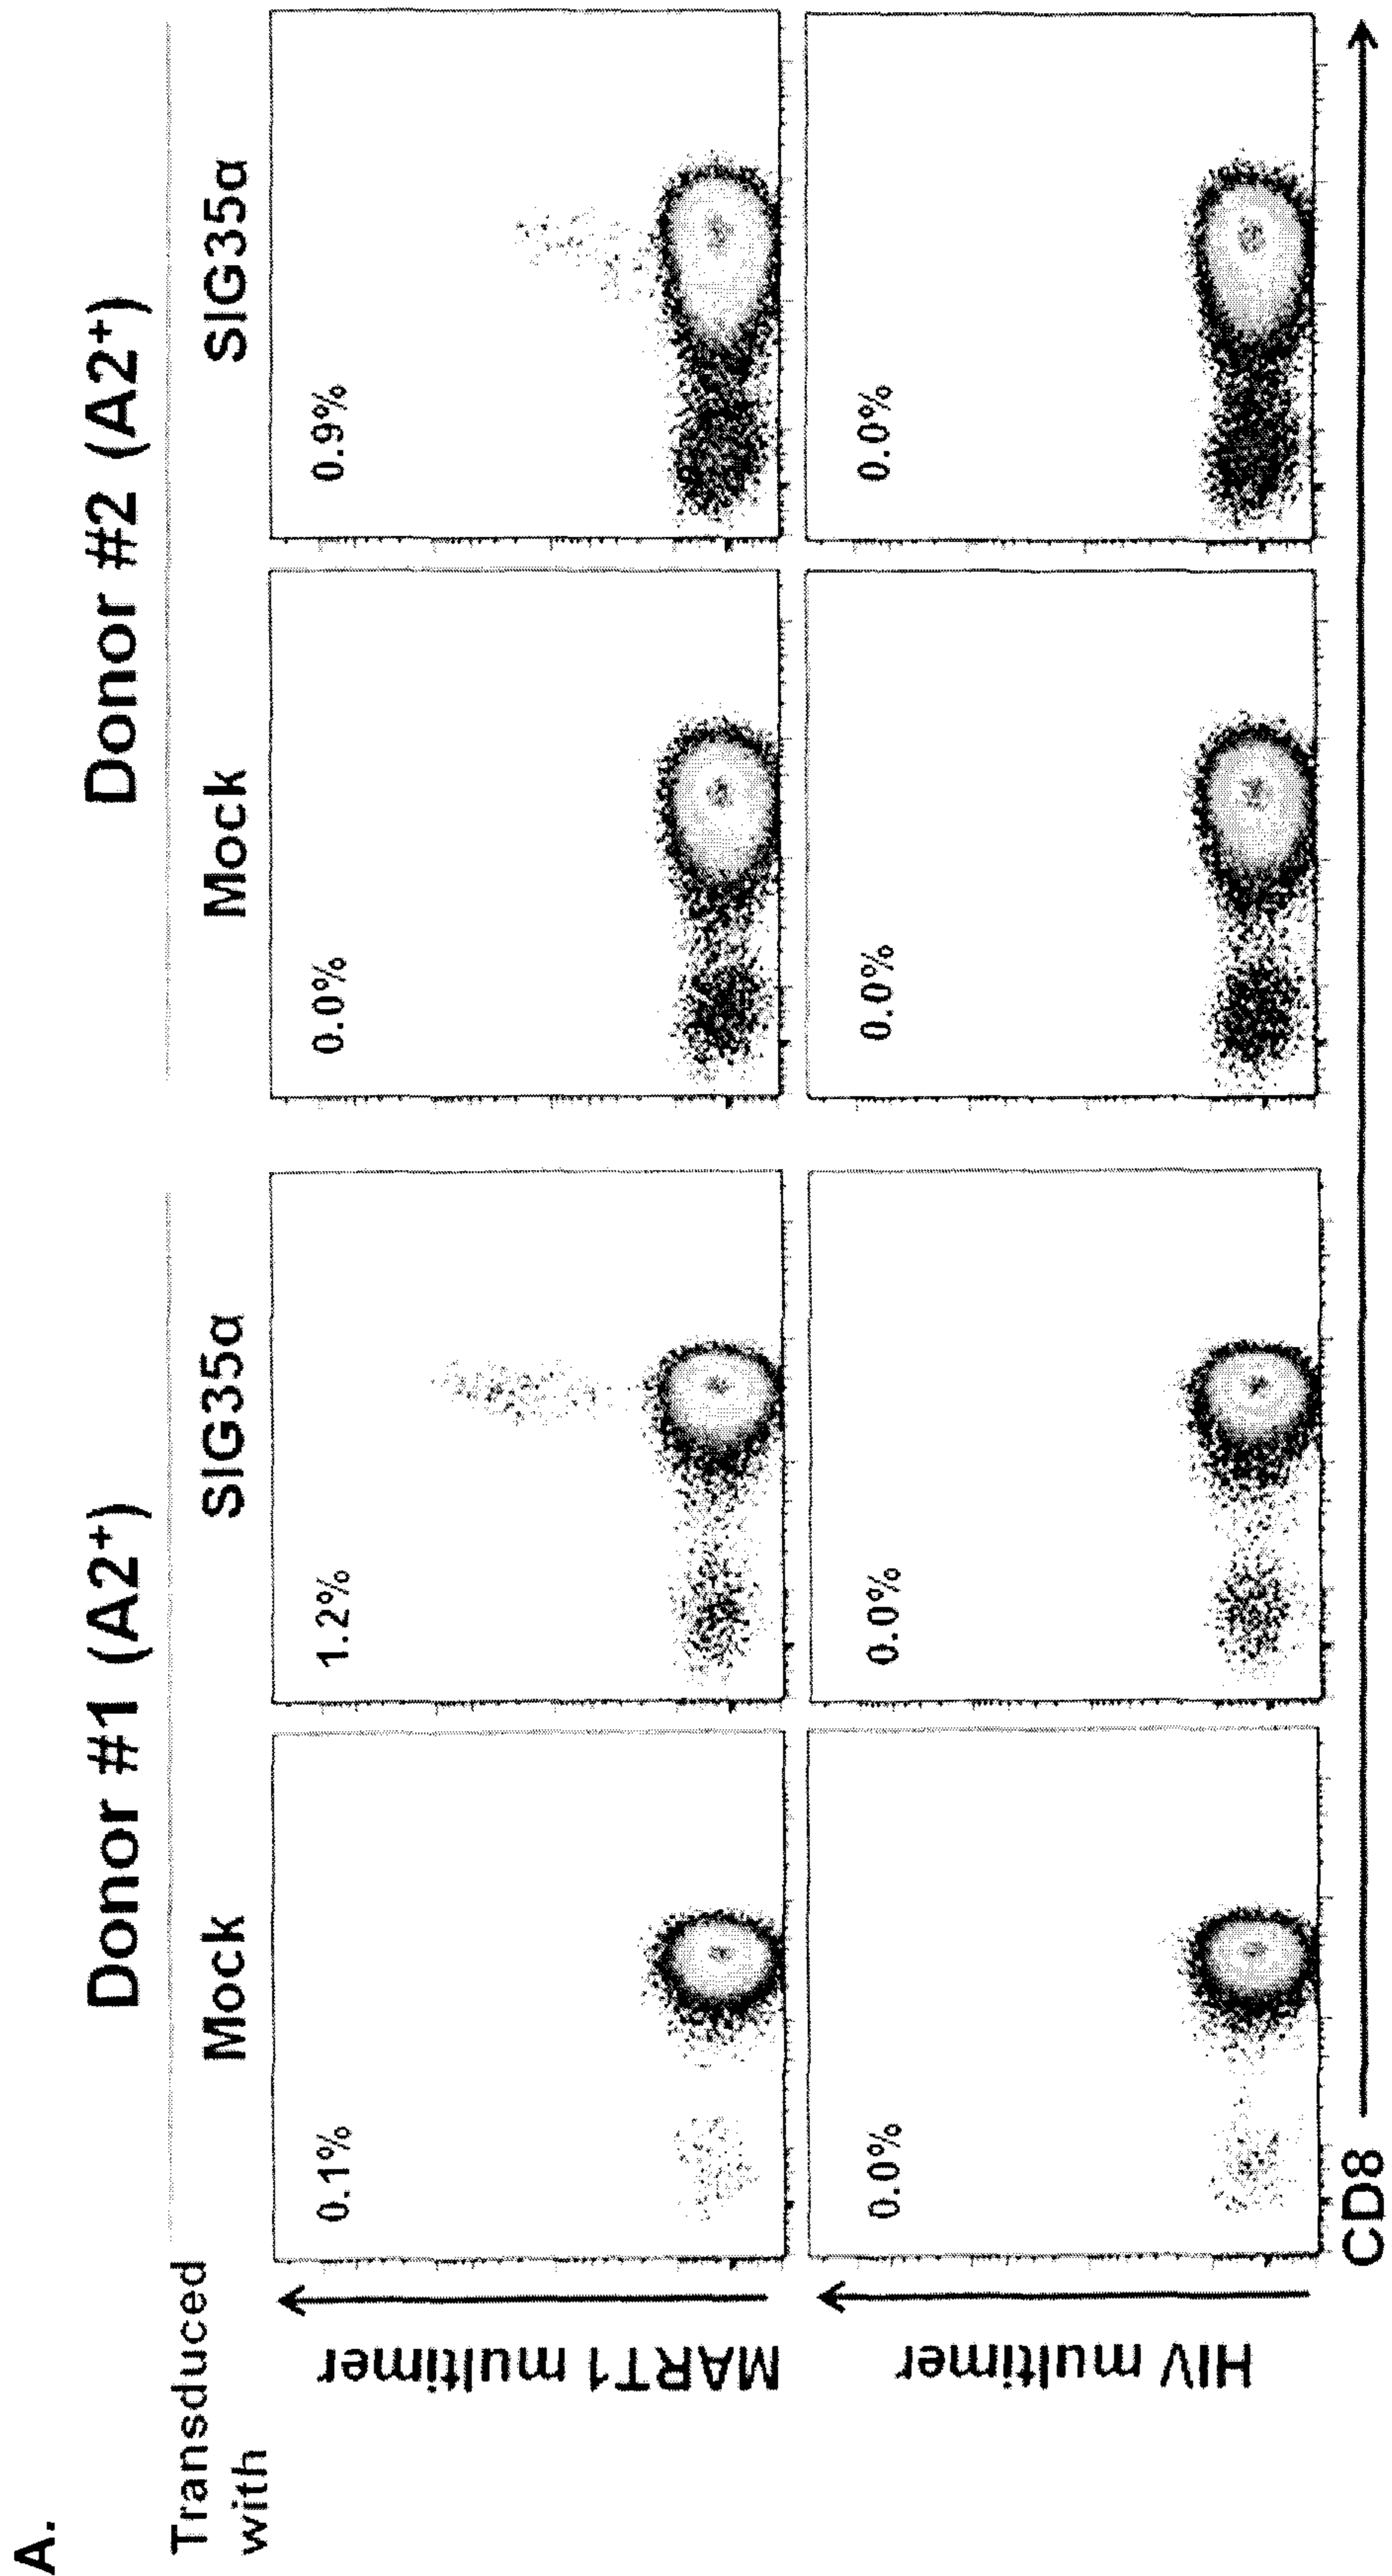 A.
Donor #1 (A2⁺)
Donor #2 (A2⁺)
Transduced
with
Mock
SIG35α
Mock
SIG35α
MART1 multimer
0.1%
1.2%
0.0%
0.9%
HIV multimer
0.0%
0.0%
0.0%
0.0%
CD8